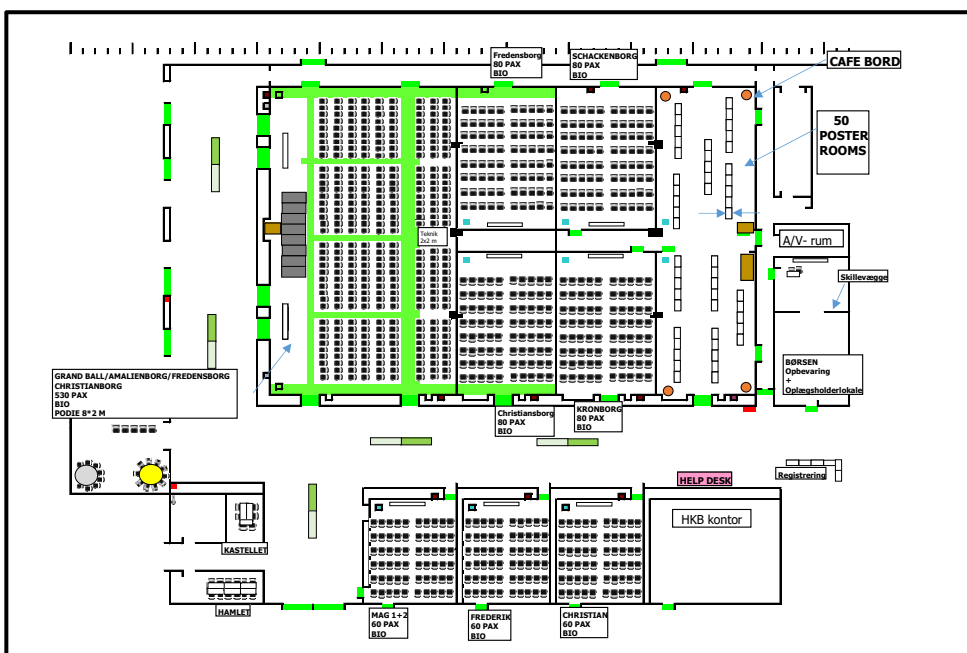 Fredensborg
80 PAX
BIO
SCHACKENBORG
80 PAX
BIO
CAFE BORD
50
POSTER
ROOMS
Teknik
2x2 m
A/V- rum
Skillevægge
GRAND BALL/AMALIENBORG/FREDENSBORG
CHRISTIANBORG
530 PAX
BIO
PODIE 8*2 M
BØRSEN
Opbevaring
+
Oplægsholderlokale
Christiansborg
80 PAX
BIO
KRONBORG
80 PAX
BIO
HELP DESK
Registrering
HKB kontor
KASTELLET
HAMLET
MAG 1+2
60 PAX
BIO
FREDERIK
60 PAX
BIO
CHRISTIAN
60 PAX
BIO